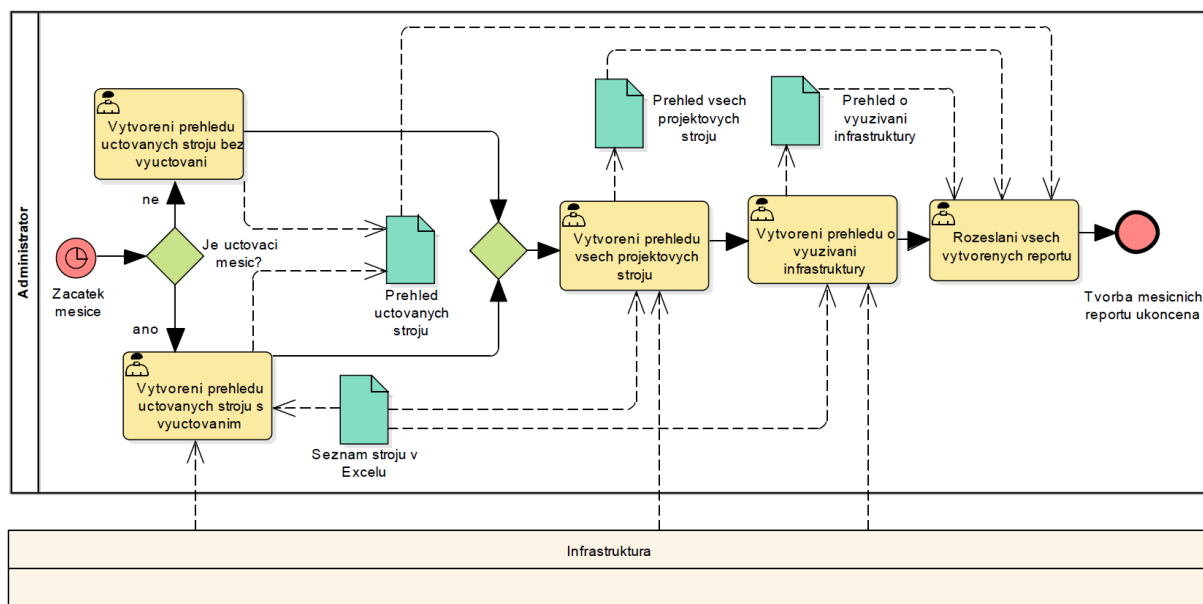 Administrator
Zacatek
mesice
Je uctovaci
mesic?
ne
ano
Vytvoreni prehledu
uctovanych stroju bez
vyuctovani
Vytvoreni prehledu
uctovanych stroju s
vyuctovanim
Prehled
uctovanych
stroju
Seznam stroju v
Excelu
Prehled vsech
projektovych
stroju
Vytvoreni prehledu
vsech projektovych
stroju
Prehled o
vyuzivani
infrastruktury
Vytvoreni prehledu o
vyuzivani
infrastruktury
Rozeslani vsech
vytvorenych reportu
Tvorba mesicnich
reportu ukoncena
Infrastruktura